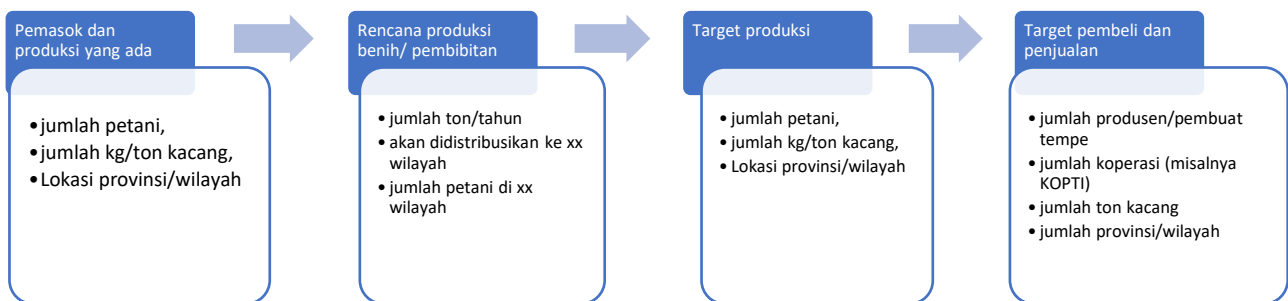 Pemasok dan
produksi yang ada
•jumlah petani,
•jumlah kg/ton kacang,
•Lokasi provinsi/wilayah
Rencana produksi
benih/ pembibitan
•jumlah ton/tahun
•akan didistribusikan ke xx
wilayah
•jumlah petani di xx
wilayah
Target produksi
•jumlah petani,
•jumlah kg/ton kacang,
•Lokasi provinsi/wilayah
Target pembeli dan
penjualan
•jumlah produsen/pembuat
tempe
•jumlah koperasi (misalnya
KOPTI)
•jumlah ton kacang
•jumlah provinsi/wilayah